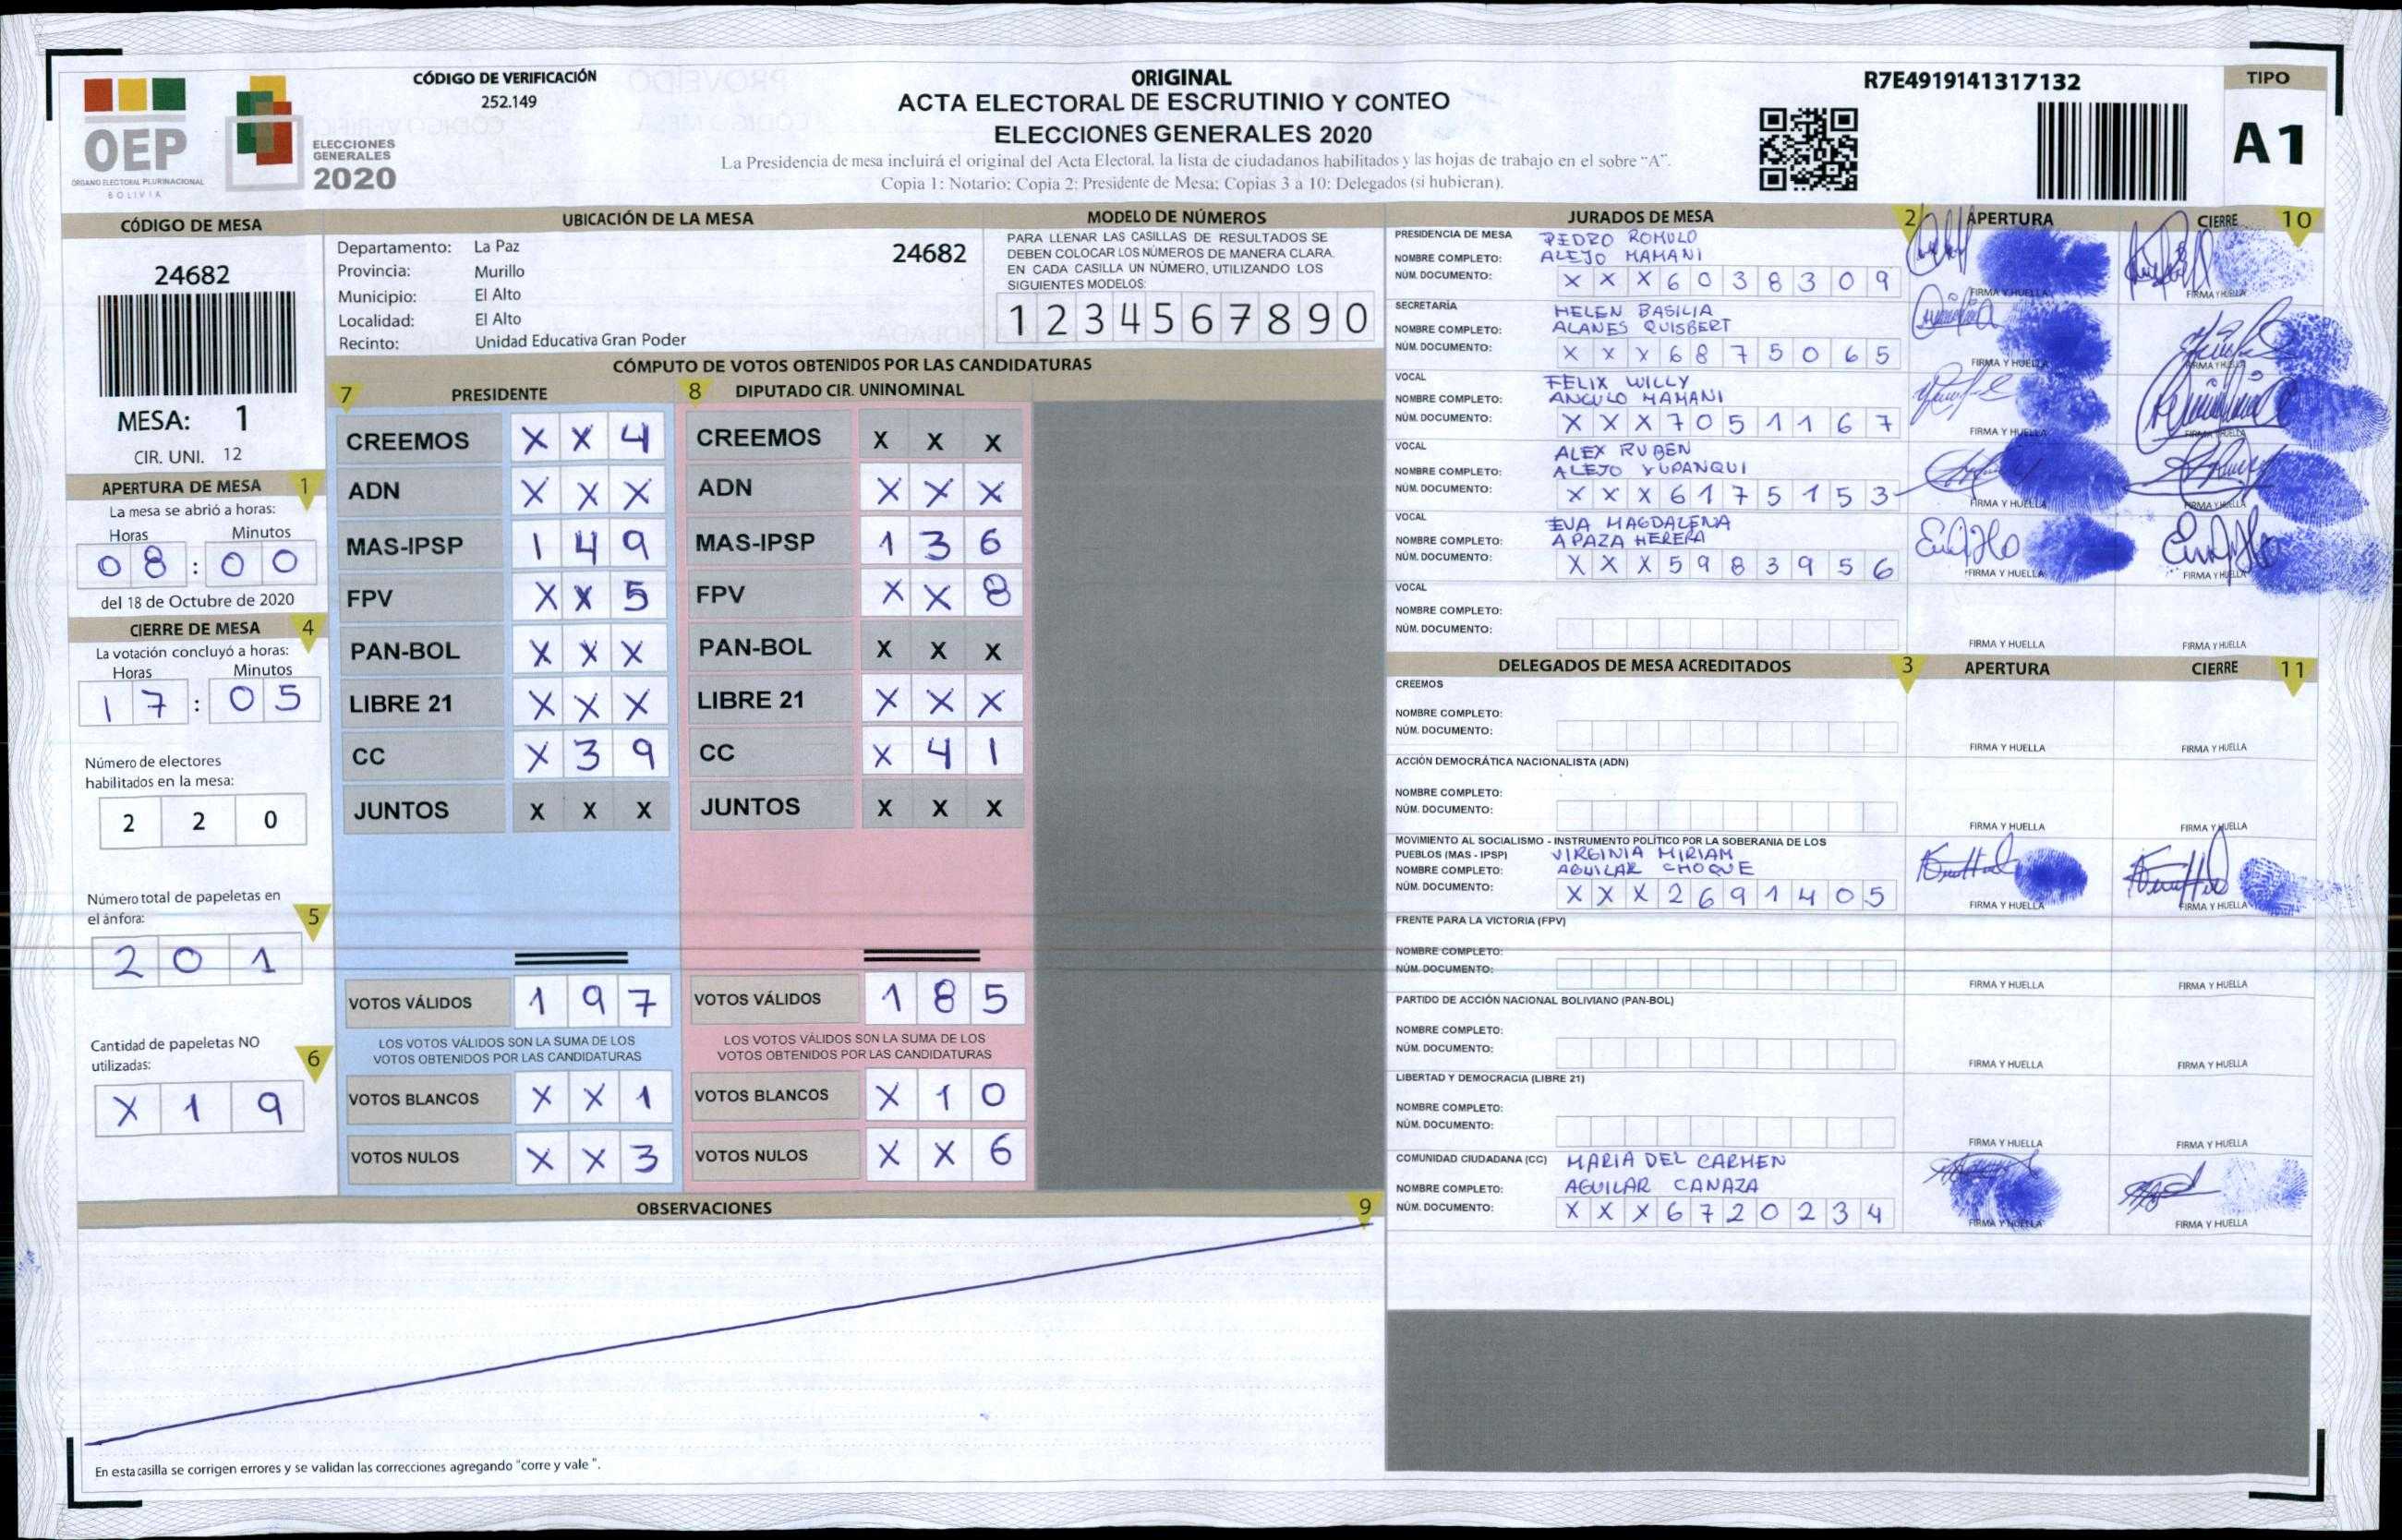 CÓDIGO DE VERIFICACIÓN
252.149
OEP
ÓRGANO ELECTORAL PLURINACIONAL
BOLIVIA
ELECCIONES
GENERALES
2020
ORIGINAL
ACTA ELECTORAL DE ESCRUTINIO Y CONTEO
ELECCIONES GENERALES 2020
La Presidencia de mesa incluirá el original del Acta Electoral, la lista de ciudadanos habilitados y las hojas de trabajo en el sobre "A".
Copia 1: Notario; Copia 2: Presidente de Mesa; Copias 3 a 10: Delegados (si hubieran).
R7E4919141317132
TIPO
A1
CÓDIGO DE MESA
24682
MESA: 1
CIR. UNI. 12
APERTURA DE MESA 1
La mesa se abrió a horas:
Horas Minutos
08:00
del 18 de Octubre de 2020
CIERRE DE MESA 4
La votación concluyó a horas:
Horas Minutos
17:05
Número de electores
habilitados en la mesa:
2 2 0
Número total de papeletas en
el ánfora: 5
2 0 1
Cantidad de papeletas NO
utilizadas: 6
X 1 9
UBICACIÓN DE LA MESA
Departamento: La Paz 24682
Provincia: Murillo
Municipio: El Alto
Localidad: El Alto
Recinto: Unidad Educativa Gran Poder
MODELO DE NÚMEROS
PARA LLENAR LAS CASILLAS DE RESULTADOS SE
DEBEN COLOCAR LOS NÚMEROS DE MANERA CLARA.
EN CADA CASILLA UN NÚMERO, UTILIZANDO LOS
SIGUIENTES MODELOS:
1 2 3 4 5 6 7 8 9 0
CÓMPUTO DE VOTOS OBTENIDOS POR LAS CANDIDATURAS
7 PRESIDENTE
CREEMOS X X 4
ADN X X X
MAS-IPSP 1 4 9
FPV X X 5
PAN-BOL X X X
LIBRE 21 X X X
CC X 3 9
JUNTOS X X X
VOTOS VÁLIDOS 1 9 7
LOS VOTOS VÁLIDOS SON LA SUMA DE LOS
VOTOS OBTENIDOS POR LAS CANDIDATURAS
VOTOS BLANCOS X X 1
VOTOS NULOS X X 3
8 DIPUTADO CIR. UNINOMINAL
CREEMOS X X X
ADN X X X
MAS-IPSP 1 3 6
FPV X X 8
PAN-BOL X X X
LIBRE 21 X X X
CC X 4 1
JUNTOS X X X
VOTOS VÁLIDOS 1 8 5
LOS VOTOS VÁLIDOS SON LA SUMA DE LOS
VOTOS OBTENIDOS POR LAS CANDIDATURAS
VOTOS BLANCOS X 1 0
VOTOS NULOS X X 6
OBSERVACIONES 9
En esta casilla se corrigen errores y se validan las correcciones agregando "corre y vale ".
JURADOS DE MESA 2 APERTURA CIERRE 10
PRESIDENCIA DE MESA PEDRO ROMULO
NOMBRE COMPLETO: ALEJO MAMANI
NÚM. DOCUMENTO: X X X 6 0 3 8 3 0 9
FIRMA Y HUELLA FIRMA Y HUELLA
SECRETARÍA HELEN BASILIA
NOMBRE COMPLETO: ALANES QUISBERT
NÚM. DOCUMENTO: X X X 6 8 7 5 0 6 5
FIRMA Y HUELLA FIRMA Y HUELLA
VOCAL FELIX WILLY
NOMBRE COMPLETO: ANGULO MAMANI
NÚM. DOCUMENTO: X X X 7 0 5 1 1 6 7
FIRMA Y HUELLA FIRMA Y HUELLA
VOCAL ALEX RUBEN
NOMBRE COMPLETO: ALEJO YUPANQUI
NÚM. DOCUMENTO: X X X 6 1 7 5 1 5 3
FIRMA Y HUELLA FIRMA Y HUELLA
VOCAL EVA MAGDALENA
NOMBRE COMPLETO: APAZA HERERA
NÚM. DOCUMENTO: X X X 5 9 8 3 9 5 6
FIRMA Y HUELLA FIRMA Y HUELLA
VOCAL
NOMBRE COMPLETO:
NÚM. DOCUMENTO:
FIRMA Y HUELLA FIRMA Y HUELLA
DELEGADOS DE MESA ACREDITADOS 3 APERTURA CIERRE 11
CREEMOS
NOMBRE COMPLETO:
NÚM. DOCUMENTO:
FIRMA Y HUELLA FIRMA Y HUELLA
ACCIÓN DEMOCRÁTICA NACIONALISTA (ADN)
NOMBRE COMPLETO:
NÚM. DOCUMENTO:
FIRMA Y HUELLA FIRMA Y HUELLA
MOVIMIENTO AL SOCIALISMO - INSTRUMENTO POLÍTICO POR LA SOBERANIA DE LOS
PUEBLOS (MAS - IPSP) VIRGINIA MIRIAM
NOMBRE COMPLETO: AGUILAR CHOQUE
NÚM. DOCUMENTO: X X X 2 6 9 1 4 0 5
FIRMA Y HUELLA FIRMA Y HUELLA
FRENTE PARA LA VICTORIA (FPV)
NOMBRE COMPLETO:
NÚM. DOCUMENTO:
FIRMA Y HUELLA FIRMA Y HUELLA
PARTIDO DE ACCIÓN NACIONAL BOLIVIANO (PAN-BOL)
NOMBRE COMPLETO:
NÚM. DOCUMENTO:
FIRMA Y HUELLA FIRMA Y HUELLA
LIBERTAD Y DEMOCRACIA (LIBRE 21)
NOMBRE COMPLETO:
NÚM. DOCUMENTO:
FIRMA Y HUELLA FIRMA Y HUELLA
COMUNIDAD CIUDADANA (CC) MARIA DEL CARMEN
NOMBRE COMPLETO: AGUILAR CANAZA
NÚM. DOCUMENTO: X X X 6 7 2 0 2 3 4
FIRMA Y HUELLA FIRMA Y HUELLA